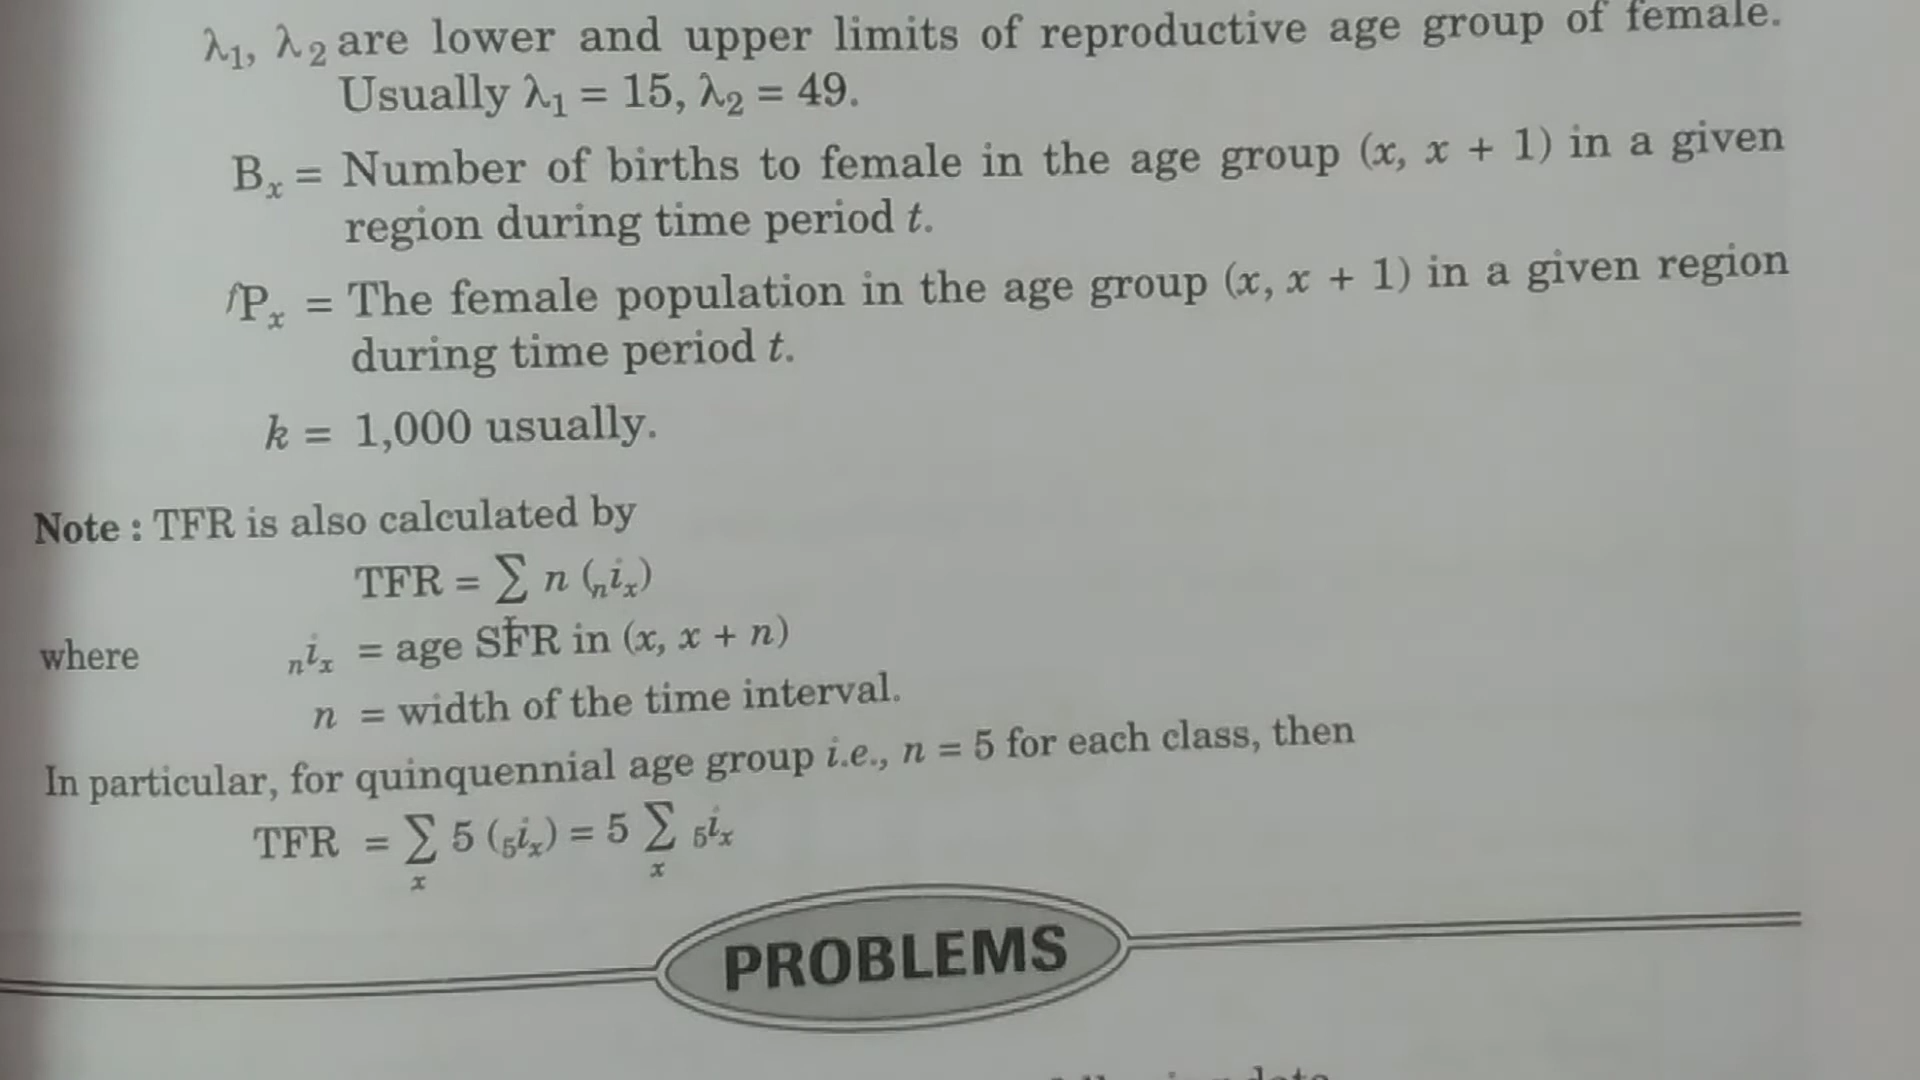 λ₁, λ₂ are lower and upper limits of reproductive age group of female.
Usually λ₁ = 15, λ₂ = 49.
Bₓ = Number of births to female in the age group (x, x + 1) in a given
region during time period t.
ᶠPₓ = The female population in the age group (x, x + 1) in a given region
during time period t.
k = 1,000 usually.
Note : TFR is also calculated by
TFR = ∑ n (ₙiₓ)
x
where ₙiₓ = age SFR in (x, x + n)
n = width of the time interval.
In particular, for quinquennial age group i.e., n = 5 for each class, then
TFR = ∑ 5 (₅iₓ) = 5 ∑ ₅iₓ
x x
PROBLEMS
data